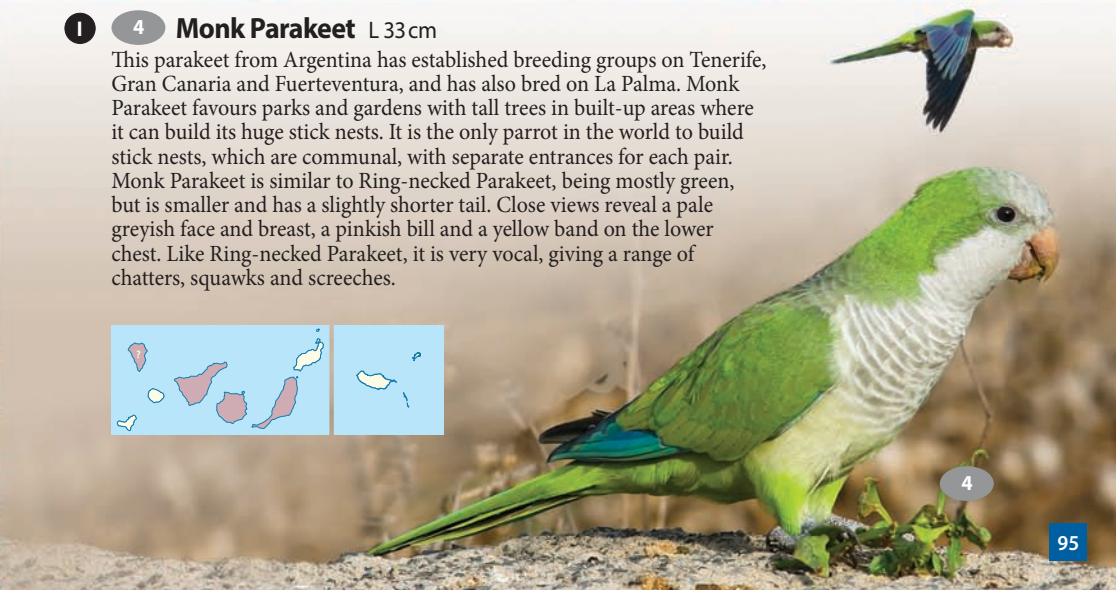 I 4 Monk Parakeet L 33 cm
This parakeet from Argentina has established breeding groups on Tenerife,
Gran Canaria and Fuerteventura, and has also bred on La Palma. Monk
Parakeet favours parks and gardens with tall trees in built-up areas where
it can build its huge stick nests. It is the only parrot in the world to build
stick nests, which are communal, with separate entrances for each pair.
Monk Parakeet is similar to Ring-necked Parakeet, being mostly green,
but is smaller and has a slightly shorter tail. Close views reveal a pale
greyish face and breast, a pinkish bill and a yellow band on the lower
chest. Like Ring-necked Parakeet, it is very vocal, giving a range of
chatters, squawks and screeches.
?
4
95